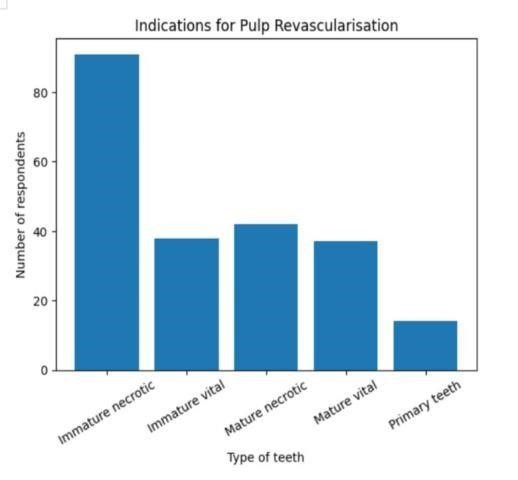 Indications for Pulp Revascularisation
Number of respondents
80
60
40
20
0
Immature necrotic
Immature vital
Mature necrotic
Mature vital
Primary teeth
Type of teeth